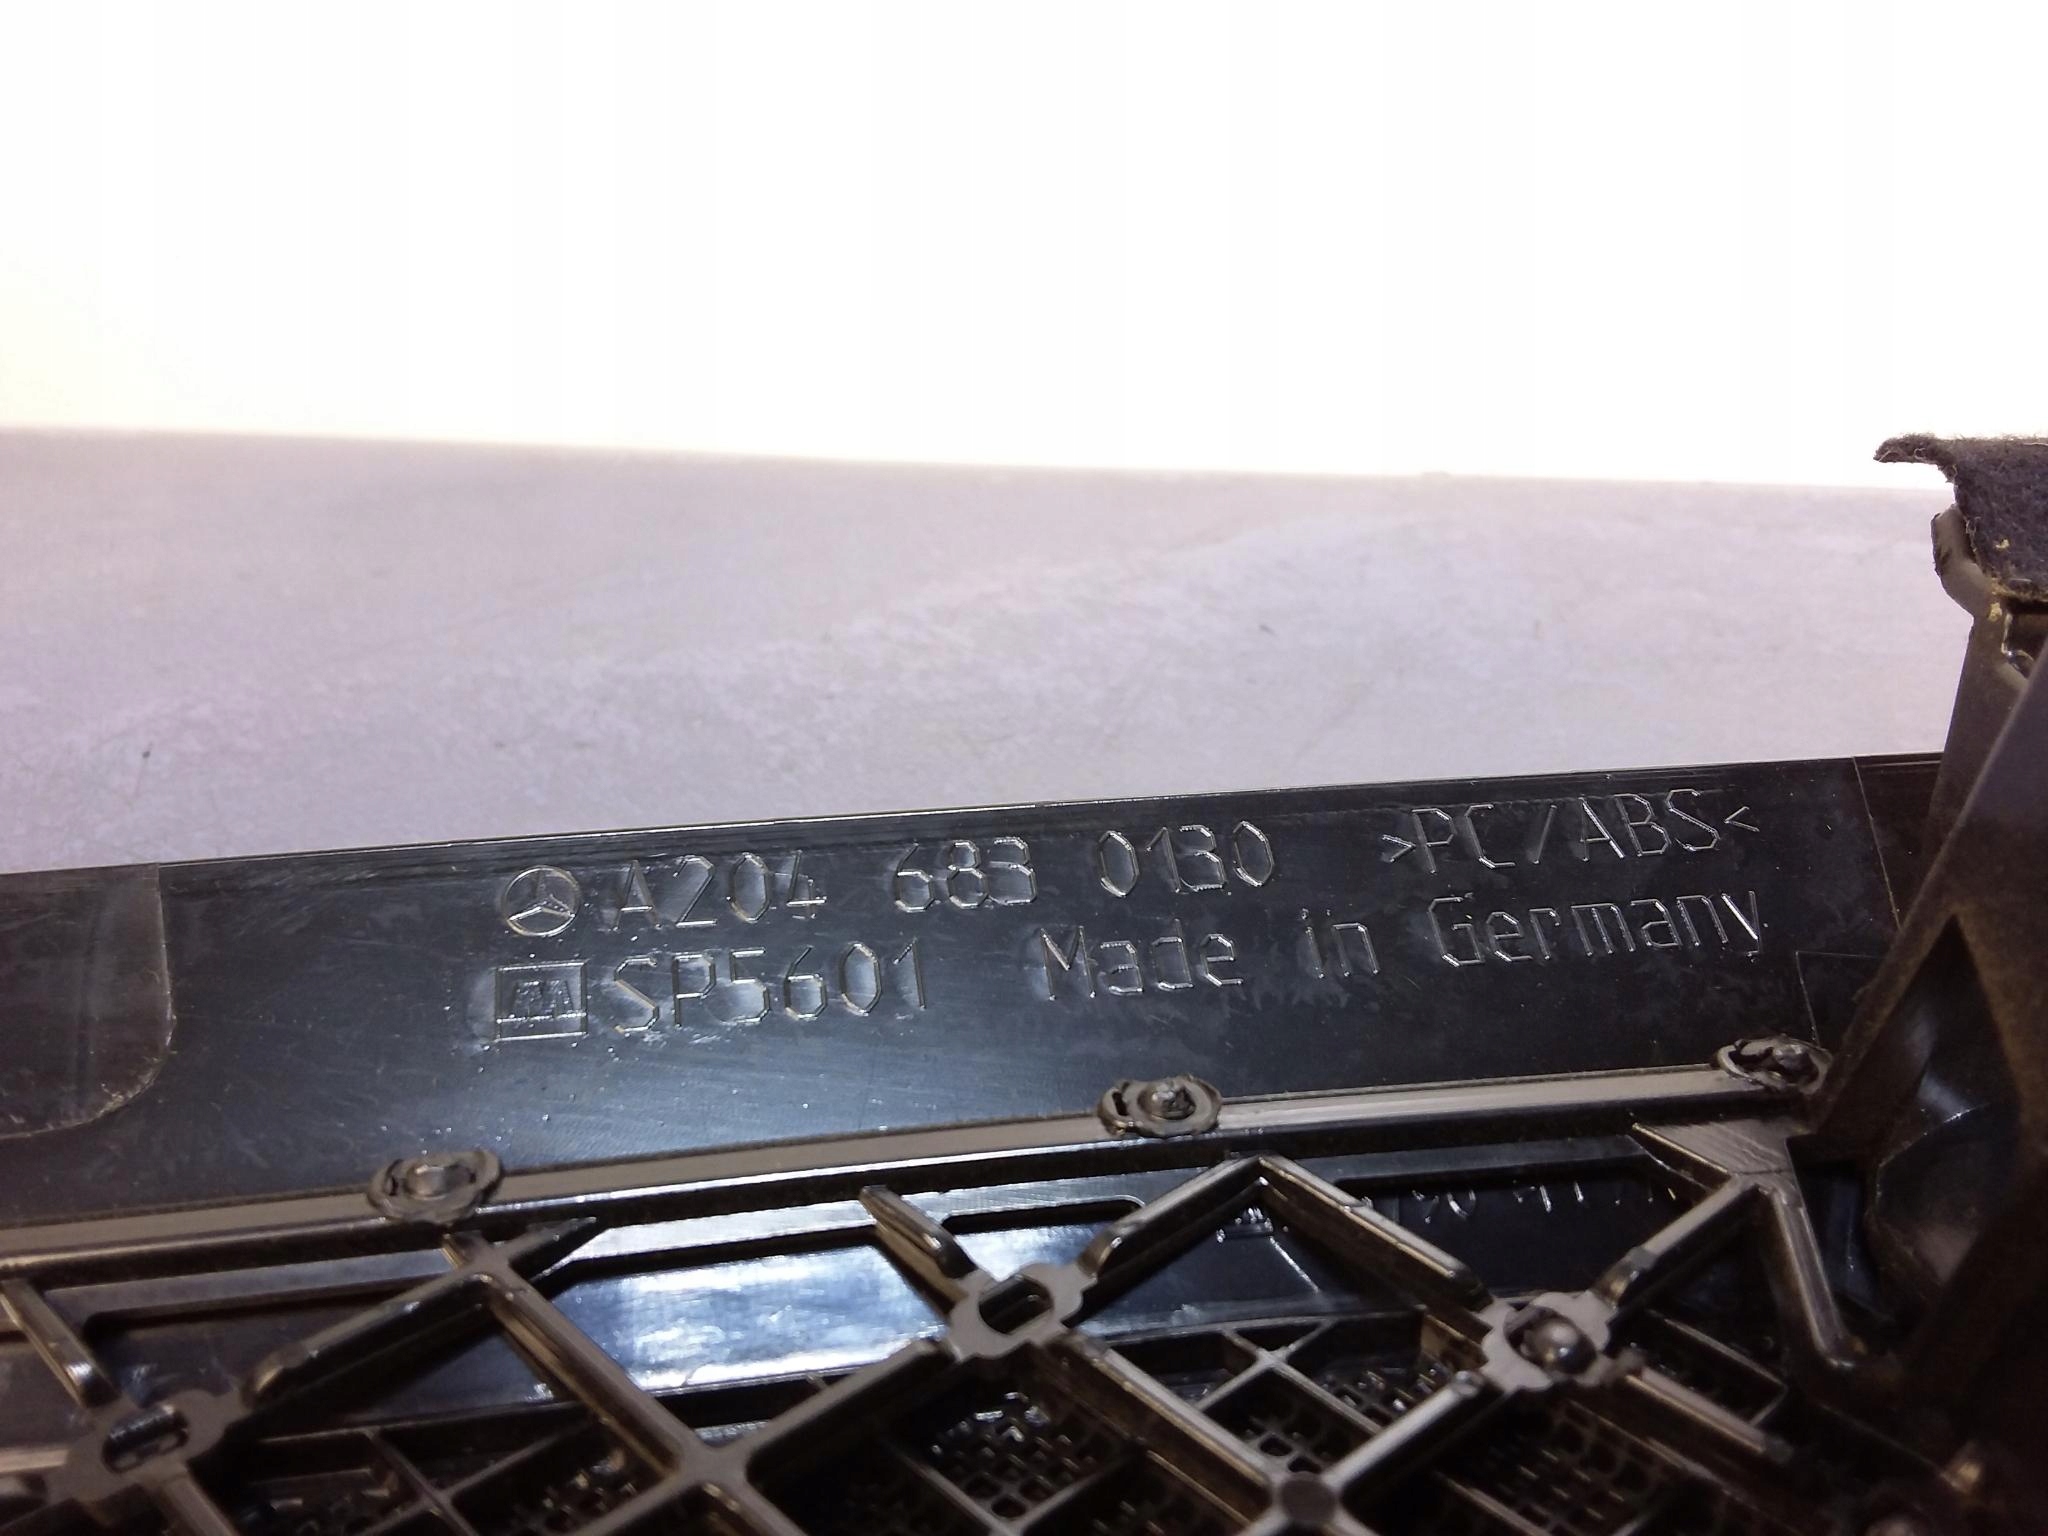 A204 683 0130 >PC/ABS<
SP5601 Made in Germany